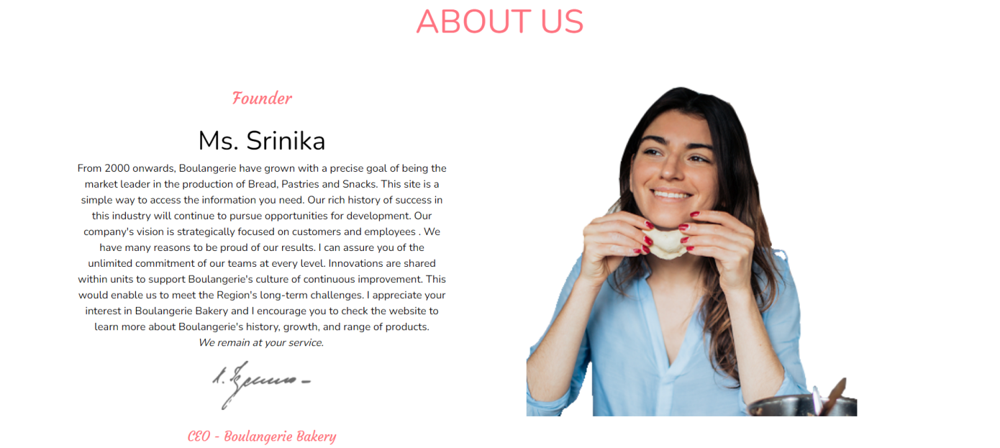 ABOUT US
Founder
Ms. Srinika
From 2000 onwards, Boulangerie have grown with a precise goal of being the
market leader in the production of Bread, Pastries and Snacks. This site is a
simple way to access the information you need. Our rich history of success in
this industry will continue to pursue opportunities for development. Our
company's vision is strategically focused on customers and employees . We
have many reasons to be proud of our results. I can assure you of the
unlimited commitment of our teams at every level. Innovations are shared
within units to support Boulangerie's culture of continuous improvement. This
would enable us to meet the Region's long-term challenges. I appreciate your
interest in Boulangerie Bakery and I encourage you to check the website to
learn more about Boulangerie's history, growth, and range of products.
We remain at your service.
CEO - Boulangerie Bakery